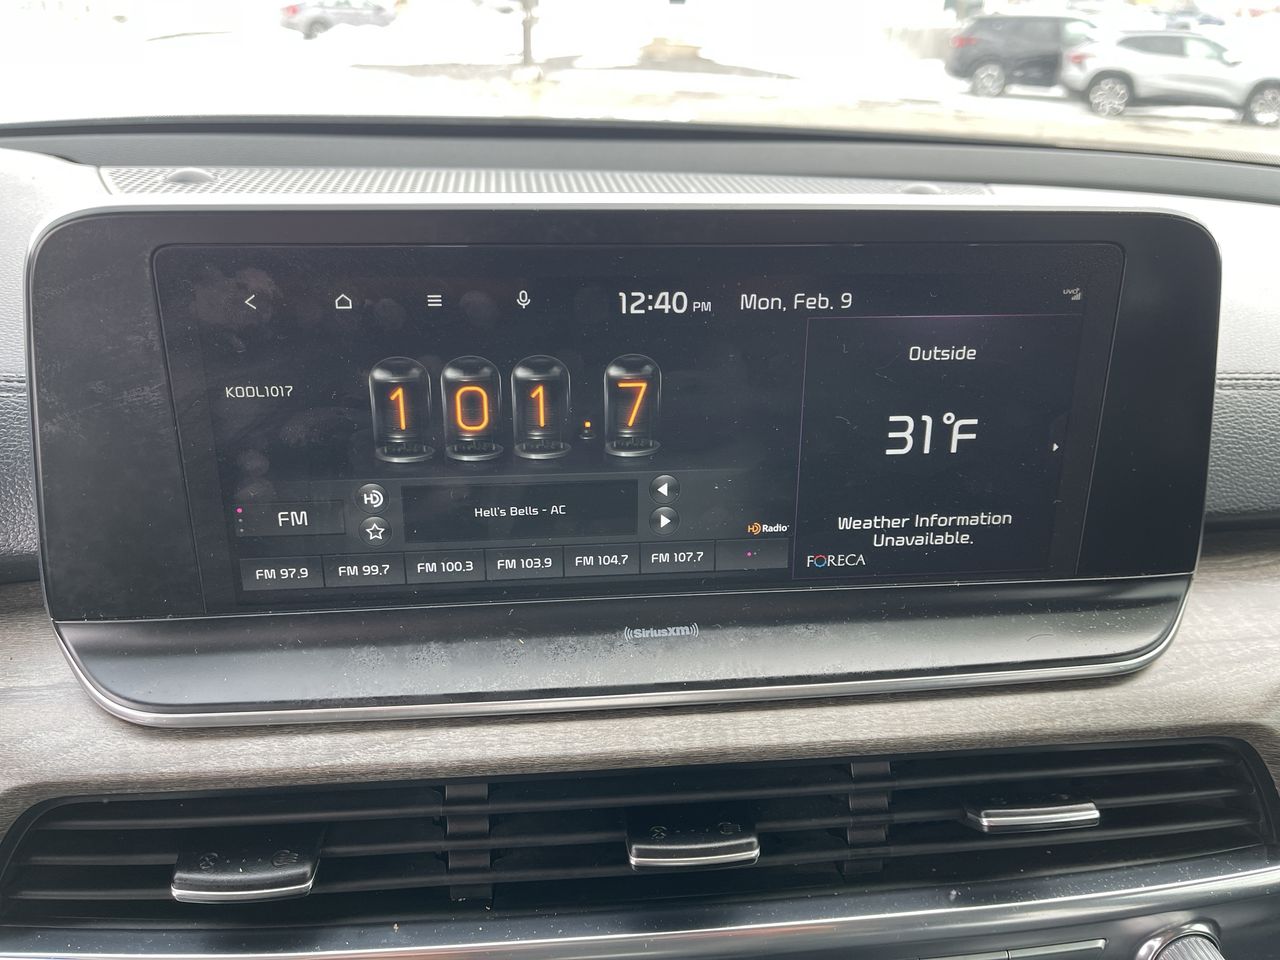 12:40 PM Mon, Feb. 9
UVO
KOOL1017
101.7
Outside
31°F
Weather Information
Unavailable.
FORECA
FM
HD
Hell's Bells - AC
HD Radio
FM 97.9 FM 99.7 FM 100.3 FM 103.9 FM 104.7 FM 107.7
((SiriusXM))